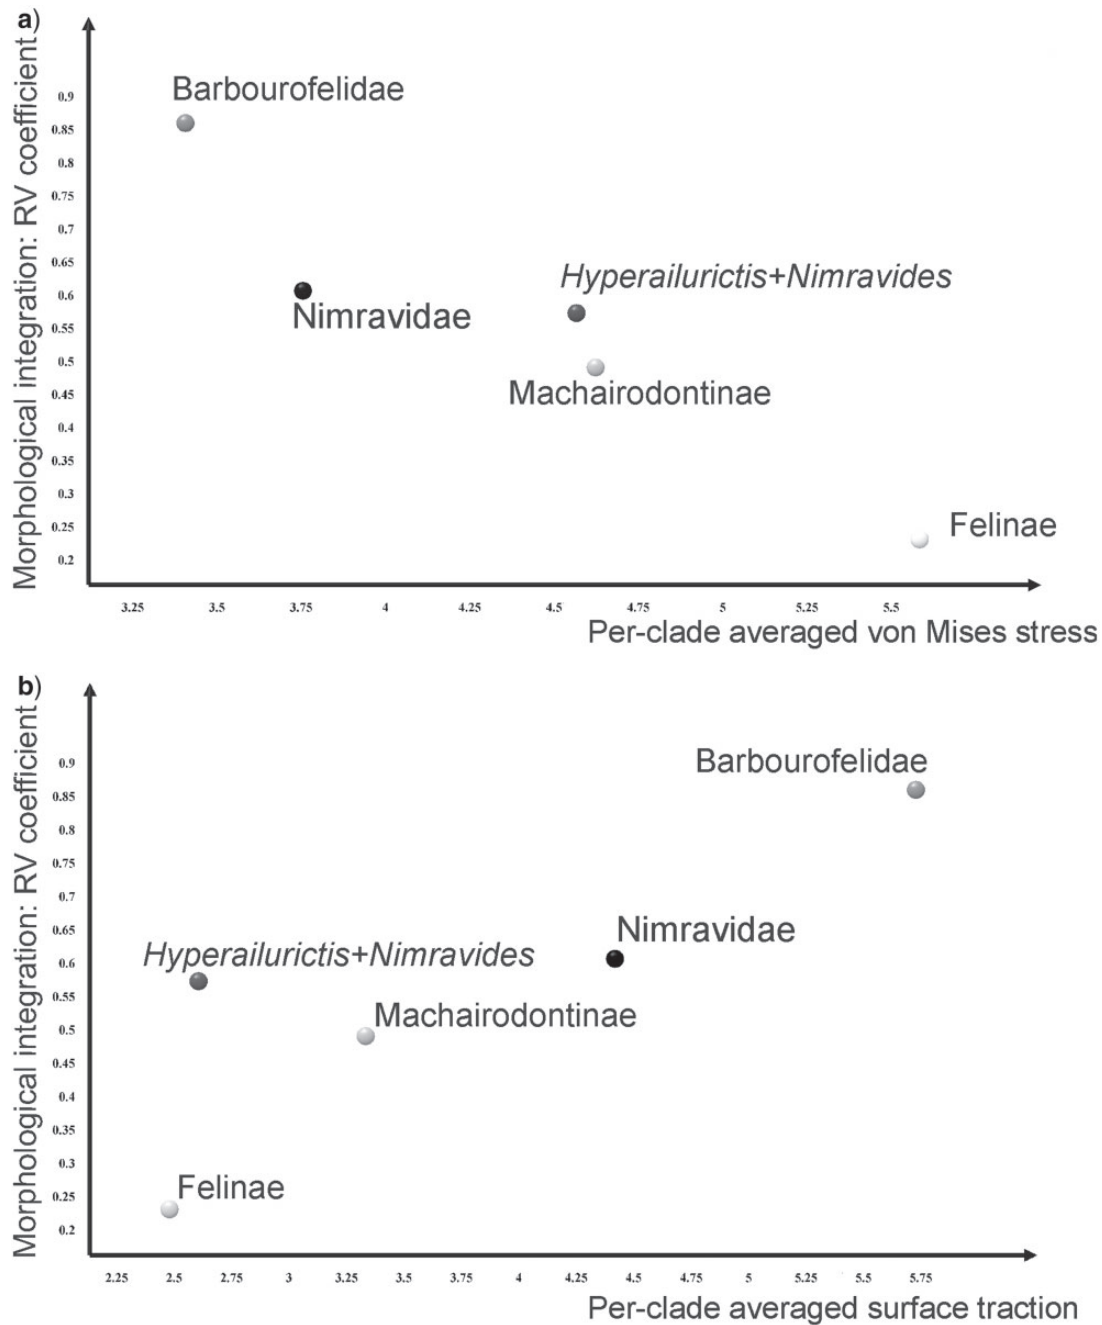 a)
Morphological integration: RV coefficient
Barbourofelidae
0.9
0.85
0.8
0.75
0.7
0.65
Hyperailurictis+Nimravides
0.6
Nimravidae
0.55
0.5
Machairodontinae
0.45
0.4
0.35
0.3
Felinae
0.25
0.2
3.25 3.5 3.75 4 4.25 4.5 4.75 5 5.25 5.5
Per-clade averaged von Mises stress
b)
Morphological integration: RV coefficient
Barbourofelidae
0.9
0.85
0.8
0.75
0.7
Nimravidae
0.65
Hyperailurictis+Nimravides
0.6
0.55
Machairodontinae
0.5
0.45
0.4
0.35
0.3
Felinae
0.25
0.2
2.25 2.5 2.75 3 3.25 3.5 3.75 4 4.25 4.5 4.75 5 5.25 5.5 5.75
Per-clade averaged surface traction